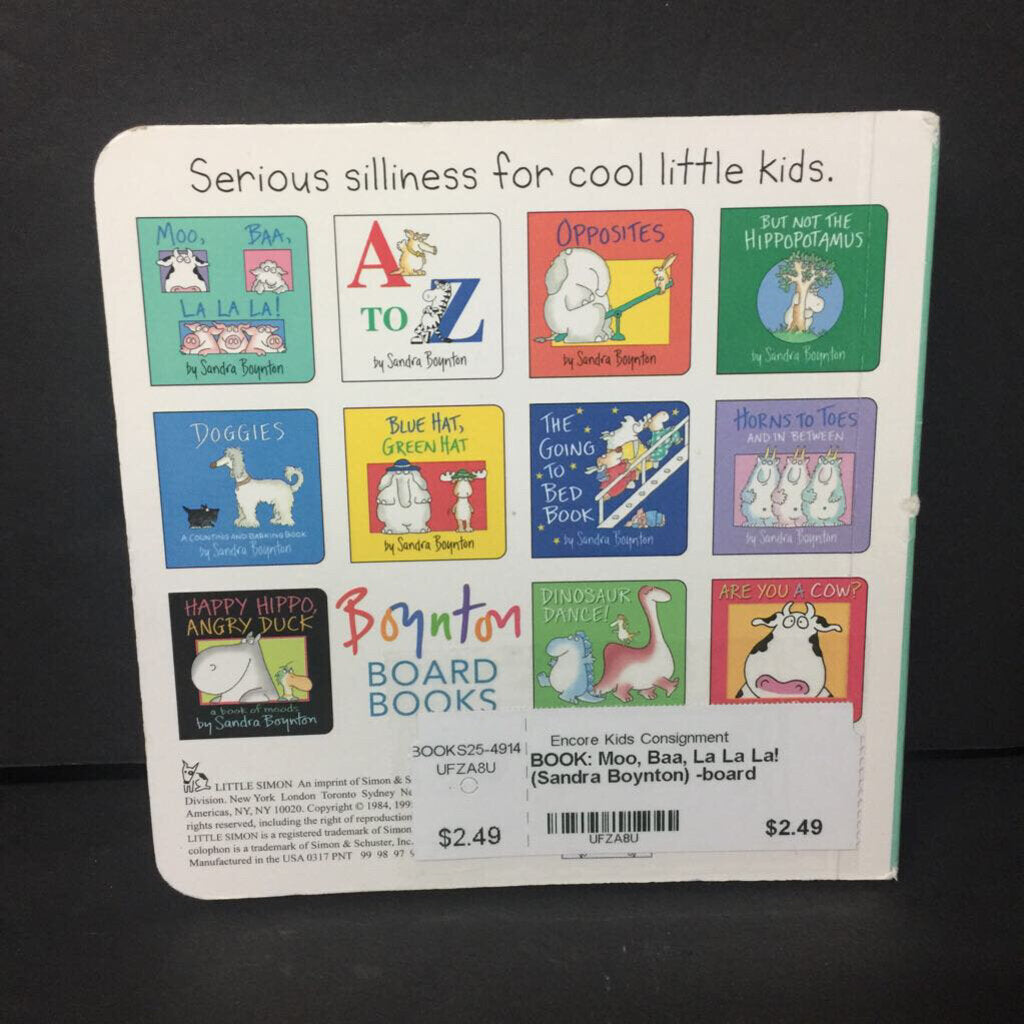 Serious silliness for cool little kids.
MOO, BAA,
LA LA LA!
by Sandra Boynton
A
TO Z
by Sandra Boynton
OPPOSITES
by Sandra Boynton
BUT NOT THE
HIPPOPOTAMUS
by Sandra Boynton
DOGGIES
A COUNTING AND BARKING BOOK
by Sandra Boynton
BLUE HAT,
GREEN HAT
by Sandra Boynton
THE
GOING
TO
BED
BOOK
by Sandra Boynton
HORNS TO TOES
AND IN BETWEEN
by Sandra Boynton
HAPPY HIPPO,
ANGRY DUCK
a book of moods
by Sandra Boynton
Boynton
BOARD
BOOKS
DINOSAUR
DANCE!
ARE YOU A COW?
LITTLE SIMON An imprint of Simon & S
Division. New York London Toronto Sydney Ne
Americas, NY, NY 10020. Copyright © 1984, 199
rights reserved, including the right of reproduction
LITTLE SIMON is a registered trademark of Simon
colophon is a trademark of Simon & Schuster, Inc.
Manufactured in the USA 0317 PNT 99 98 97
BOOKS25-4914
UFZA8U
$2.49
Encore Kids Consignment
BOOK: Moo, Baa, La La La!
(Sandra Boynton) -board
UFZA8U
$2.49